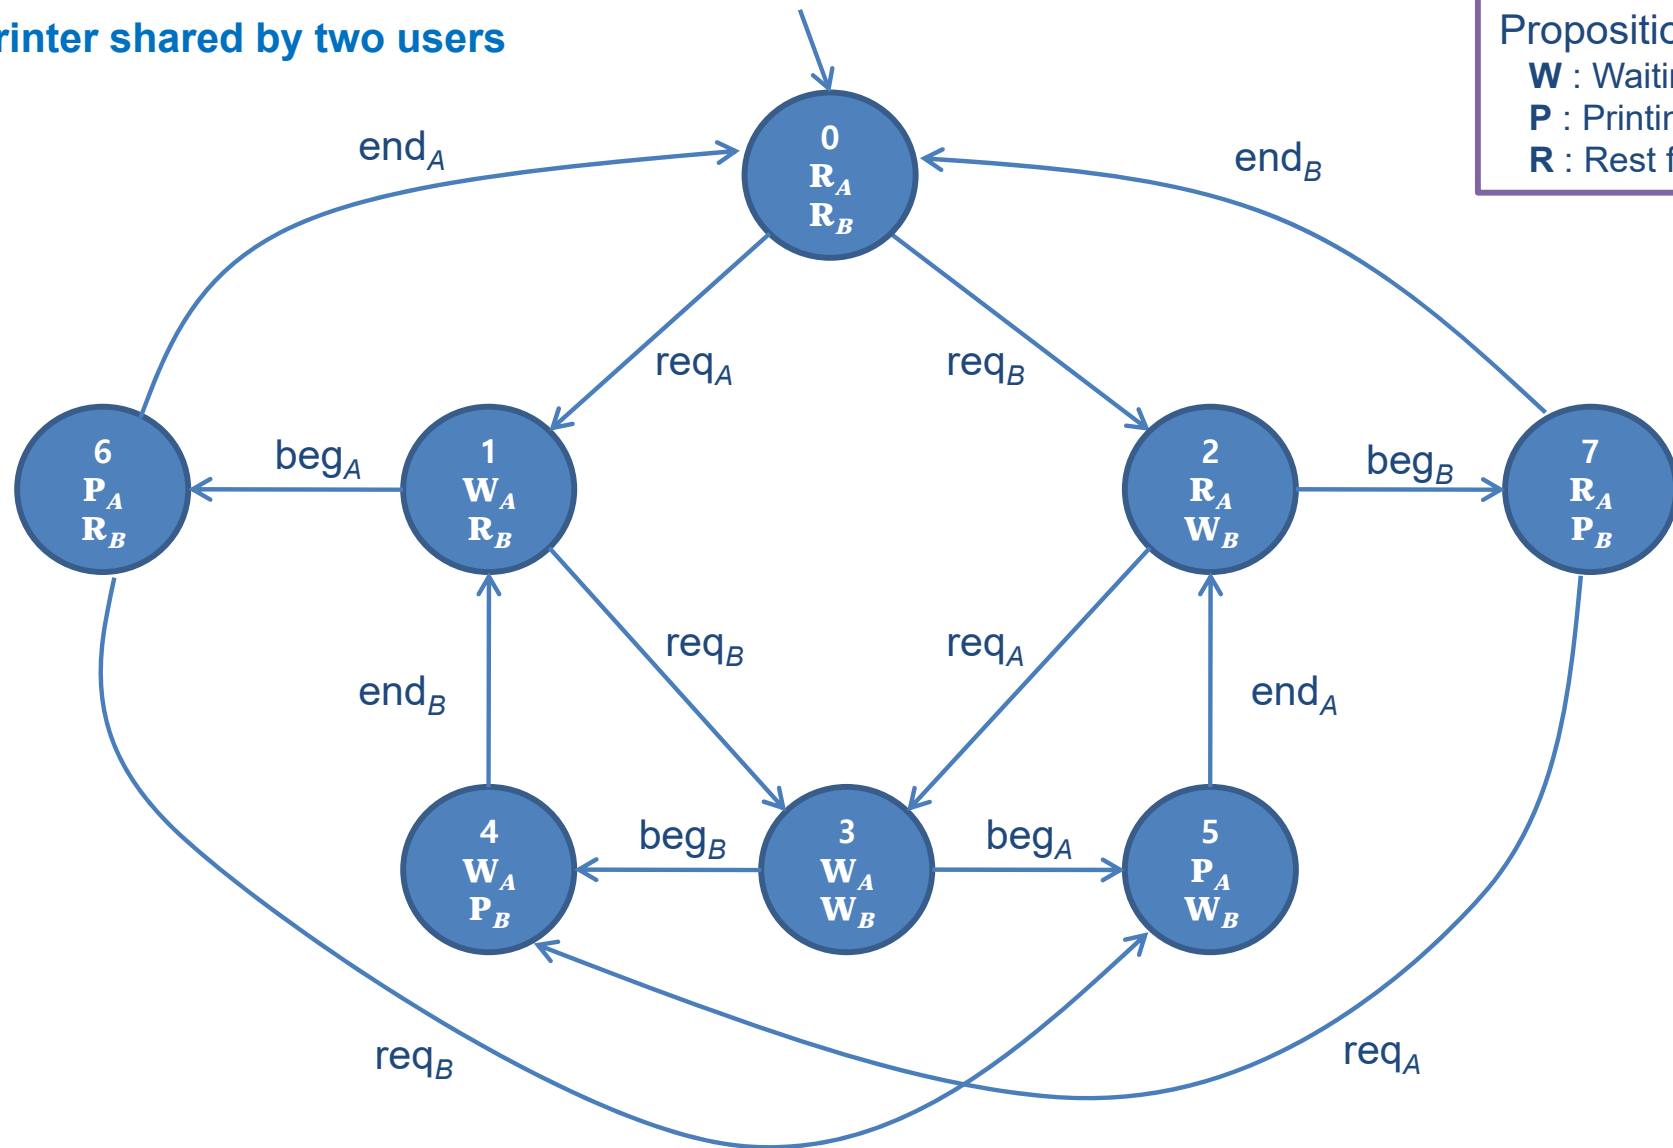 rinter shared by two users
Propositio
W : Waitin
P : Printin
R : Rest f
0
R_A
R_B
end_A
end_B
req_A
req_B
6
P_A
R_B
beg_A
1
W_A
R_B
2
R_A
W_B
beg_B
7
R_A
P_B
req_B
req_A
end_B
end_A
4
W_A
P_B
beg_B
3
W_A
W_B
beg_A
5
P_A
W_B
req_B
req_A